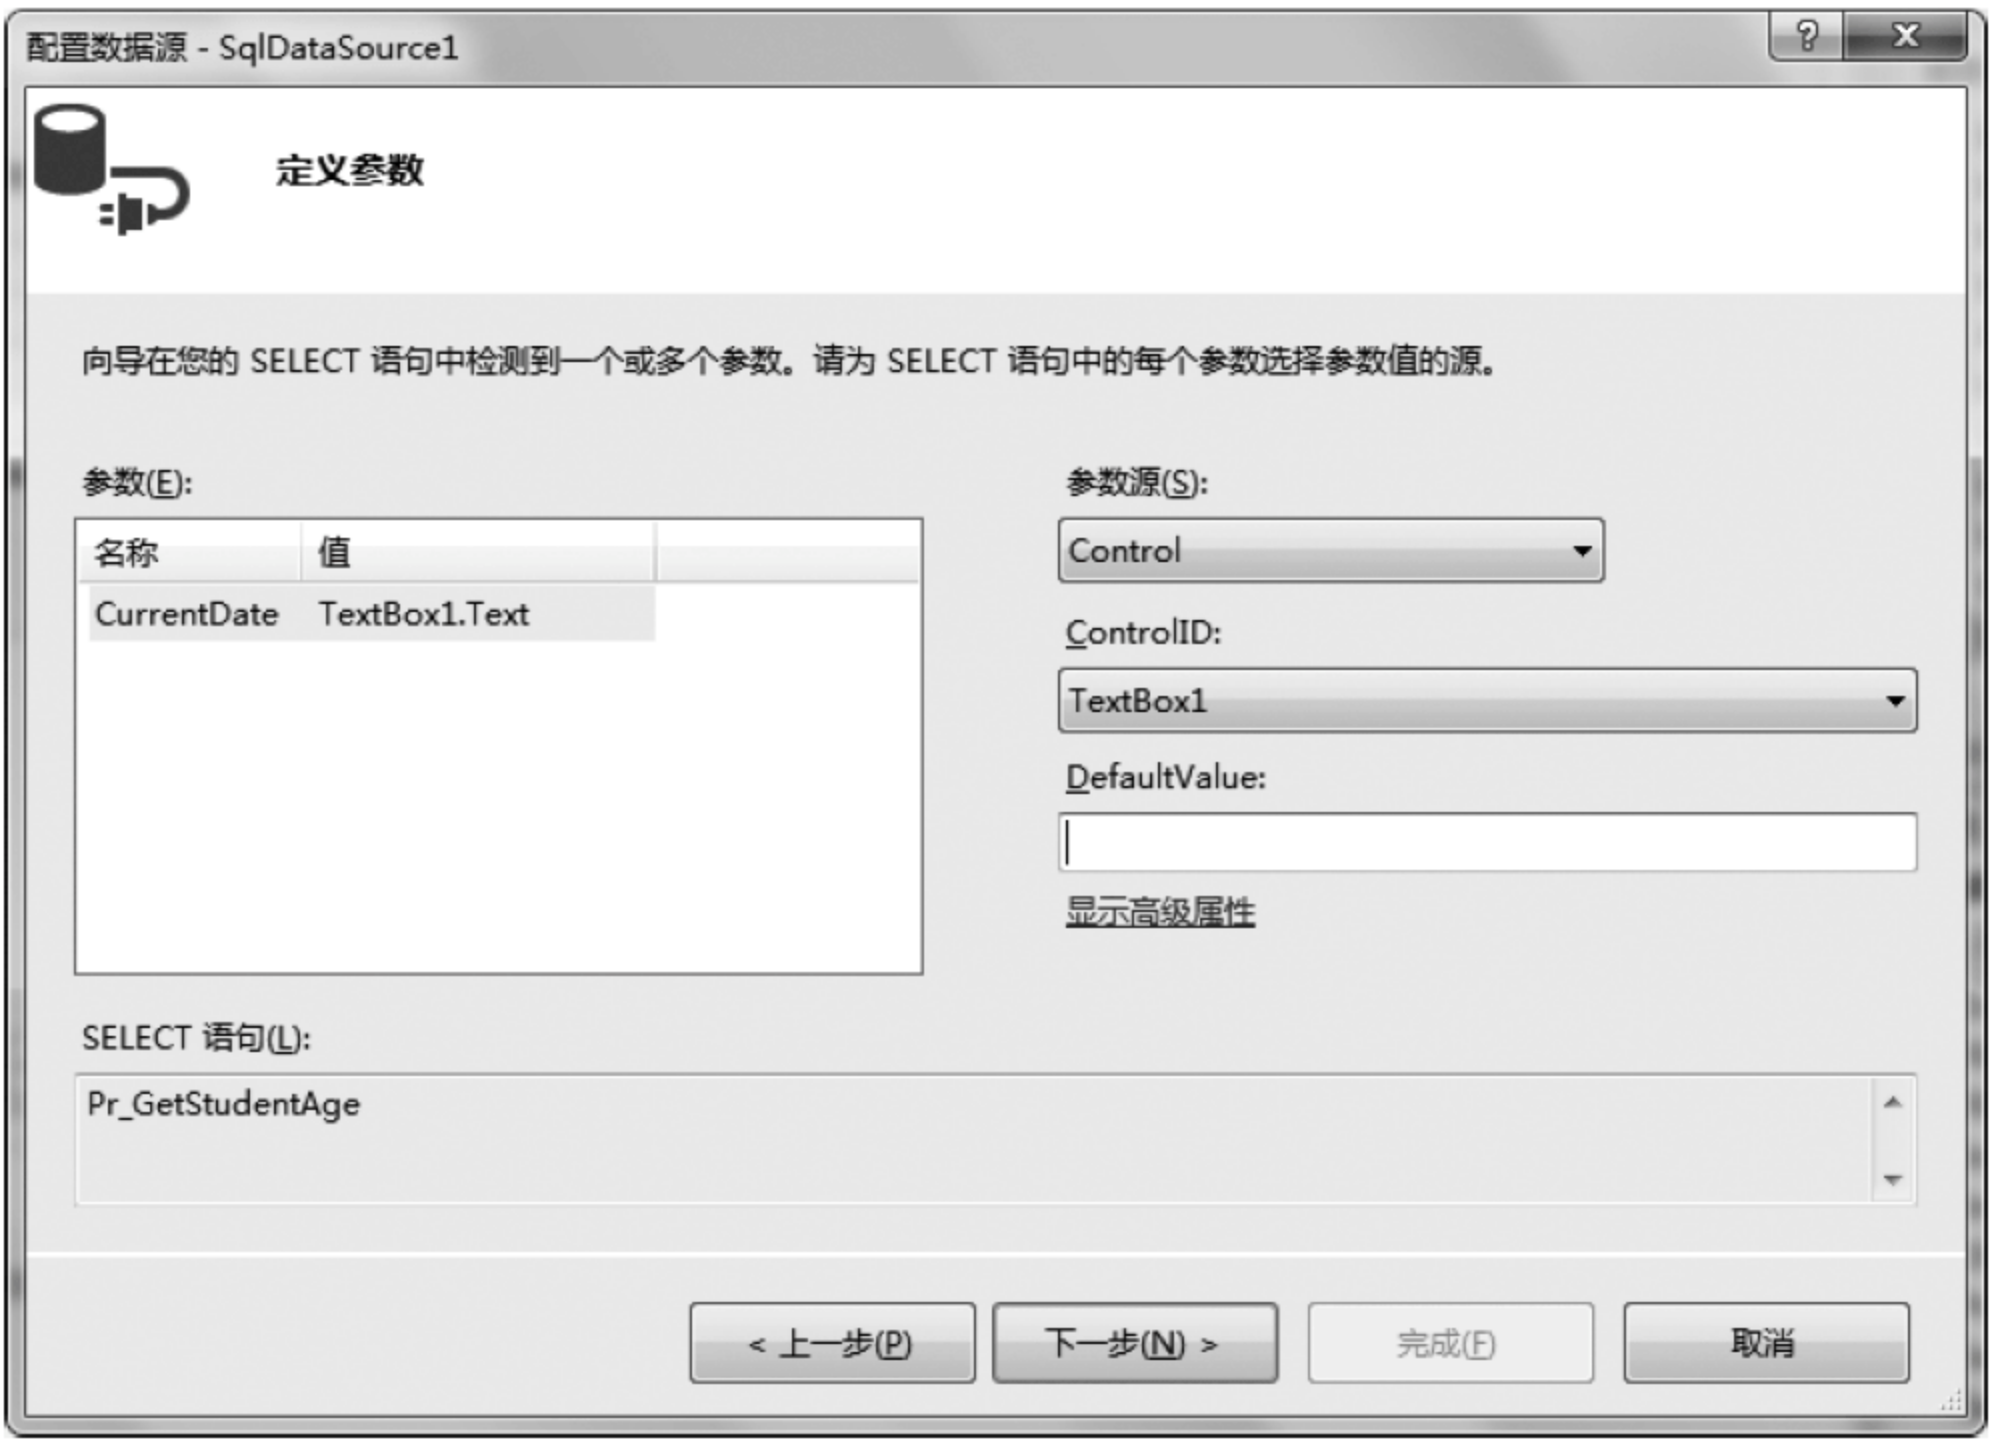 配置数据源 - SqlDataSource1
定义参数
向导在您的 SELECT 语句中检测到一个或多个参数。请为 SELECT 语句中的每个参数选择参数值的源。
参数(E):
名称 值
CurrentDate TextBox1.Text
参数源(S):
Control
ControlID:
TextBox1
DefaultValue:
显示高级属性
SELECT 语句(L):
Pr_GetStudentAge
< 上一步(P) 下一步(N) > 完成(F) 取消